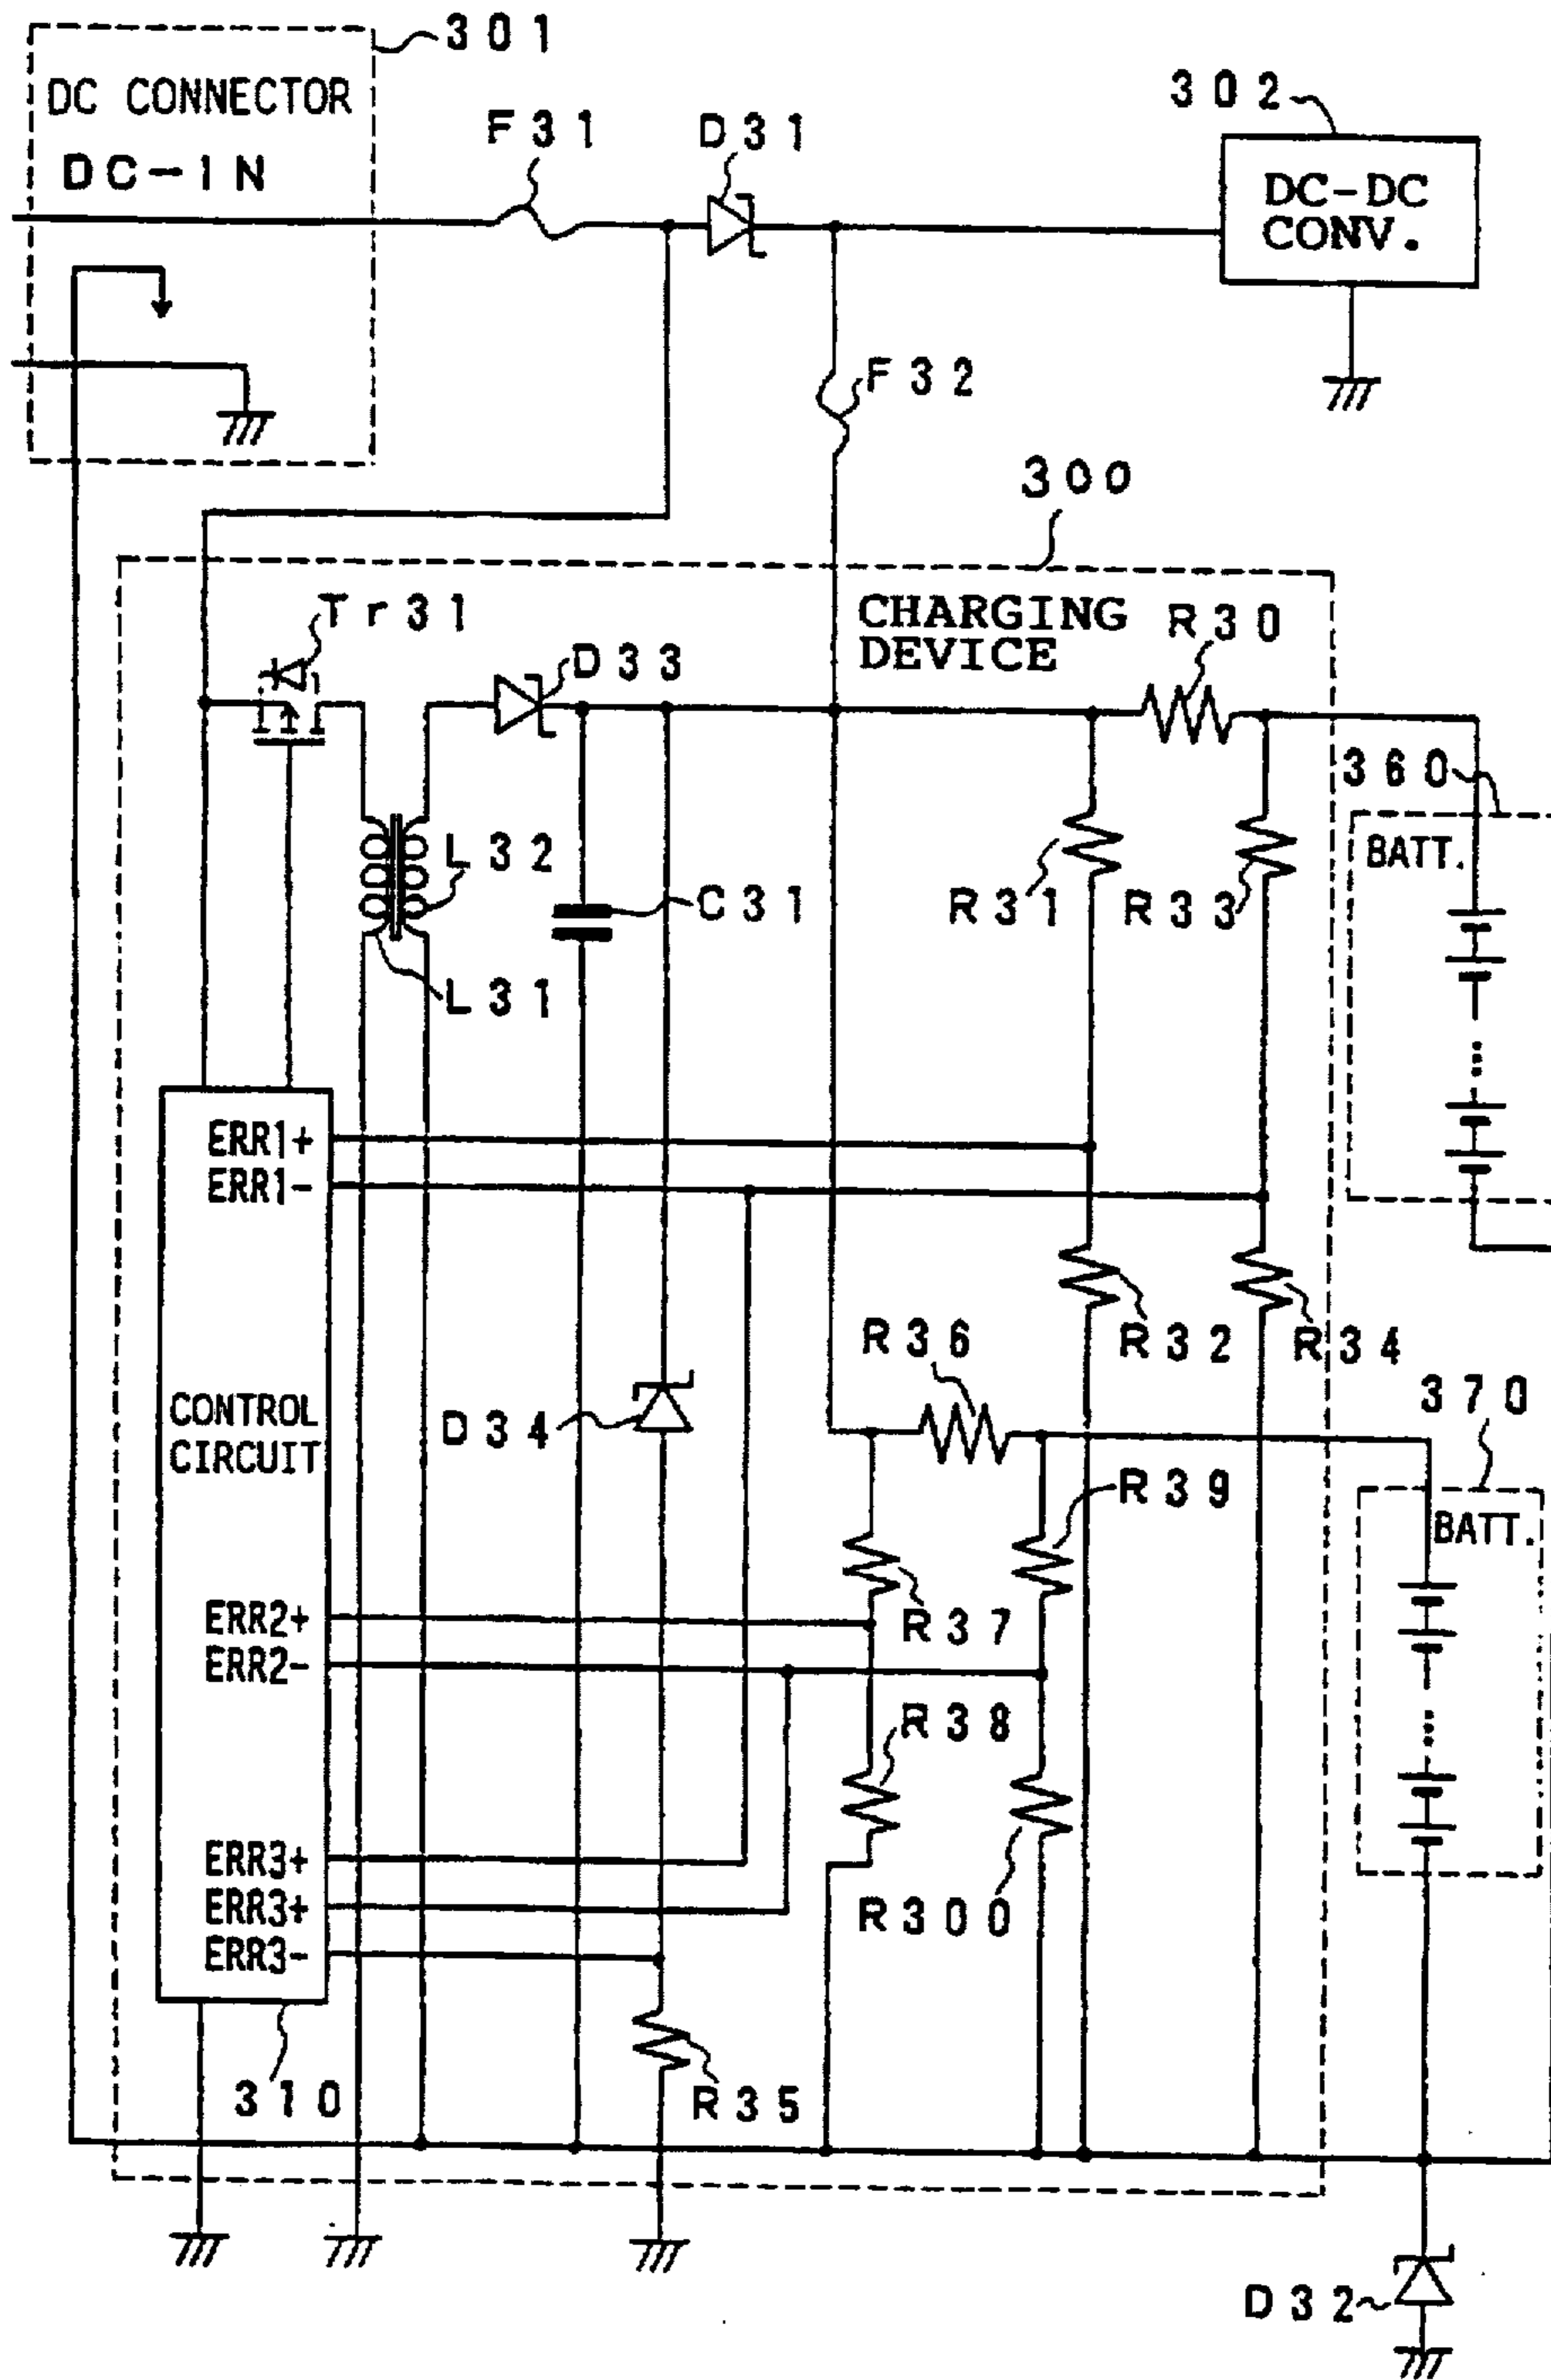 301
DC CONNECTOR
DC-IN
F31
D31
302
DC-DC
CONV.
F32
300
CHARGING
DEVICE
Tr31
D33
R30
360
BATT.
L32
C31
R31
R33
L31
ERR1+
ERR1-
R36
R32
R34
370
CONTROL
CIRCUIT
D34
R39
BATT.
ERR2+
ERR2-
R37
R38
ERR3+
ERR3+
ERR3-
R300
310
R35
D32